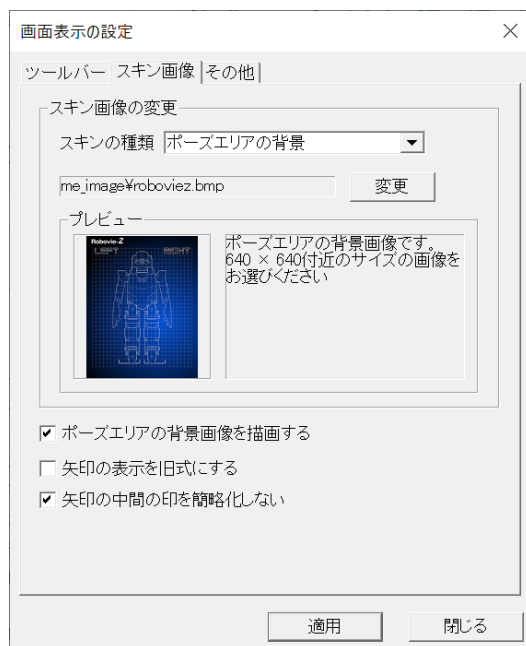 画面表示の設定
ツールバー スキン画像 その他
スキン画像の変更
スキンの種類 ポーズエリアの背景
me_image¥roboviez.bmp 変更
プレビュー
Robovie-Z
LEFT RIGHT
ポーズエリアの背景画像です。
640 × 640付近のサイズの画像を
お選びください
ポーズエリアの背景画像を描画する
矢印の表示を旧式にする
矢印の中間の印を簡略化しない
適用 閉じる